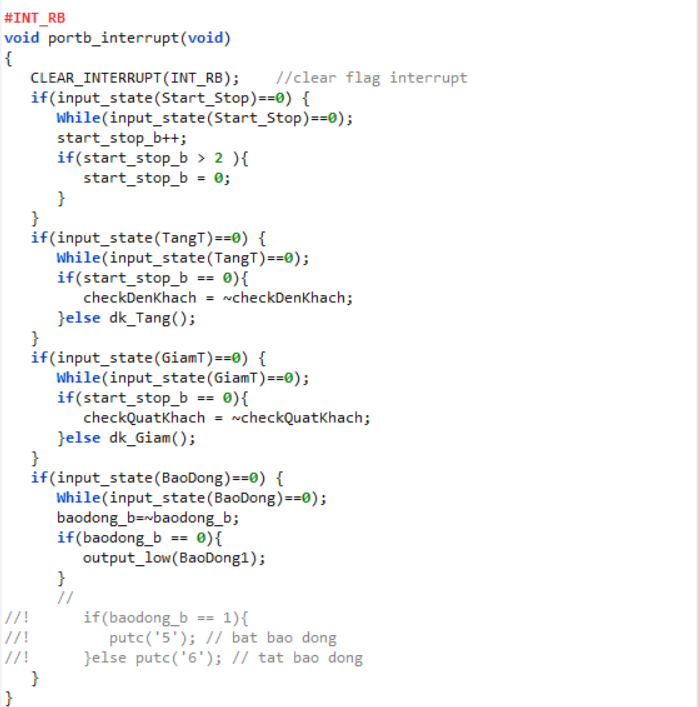 #INT_RB
void portb_interrupt(void)
{
   CLEAR_INTERRUPT(INT_RB);    //clear flag interrupt
   if(input_state(Start_Stop)==0) {
      While(input_state(Start_Stop)==0);
      start_stop_b++;
      if(start_stop_b > 2 ){
         start_stop_b = 0;
      }
   }
   if(input_state(TangT)==0) {
      While(input_state(TangT)==0);
      if(start_stop_b == 0){
         checkDenKhach = ~checkDenKhach;
      }else dk_Tang();
   }
   if(input_state(GiamT)==0) {
      While(input_state(GiamT)==0);
      if(start_stop_b == 0){
         checkQuatKhach = ~checkQuatKhach;
      }else dk_Giam();
   }
   if(input_state(BaoDong)==0) {
      While(input_state(BaoDong)==0);
      baodong_b=~baodong_b;
      if(baodong_b == 0){
         output_low(BaoDong1);
      }
      //
//!      if(baodong_b == 1){
//!         putc('5'); // bat bao dong
//!      }else putc('6'); // tat bao dong
   }
}